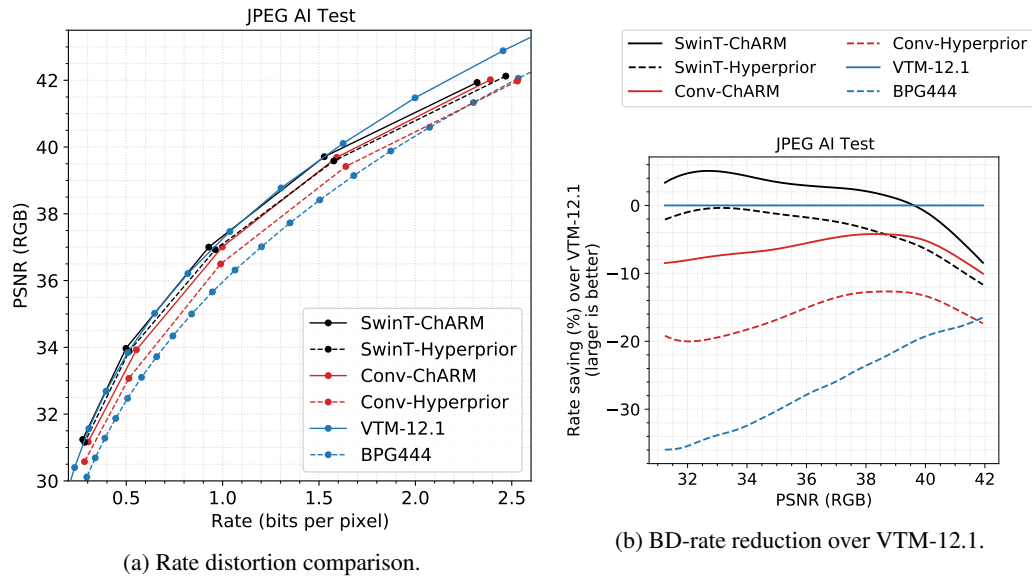 JPEG AI Test
PSNR (RGB)
42
40
38
36
34
32
30
SwinT-ChARM
SwinT-Hyperprior
Conv-ChARM
Conv-Hyperprior
VTM-12.1
BPG444
0.5 1.0 1.5 2.0 2.5
Rate (bits per pixel)
(a) Rate distortion comparison.
SwinT-ChARM Conv-Hyperprior
SwinT-Hyperprior VTM-12.1
Conv-ChARM BPG444
JPEG AI Test
Rate saving (%) over VTM-12.1
(larger is better)
0
−10
−20
−30
32 34 36 38 40 42
PSNR (RGB)
(b) BD-rate reduction over VTM-12.1.